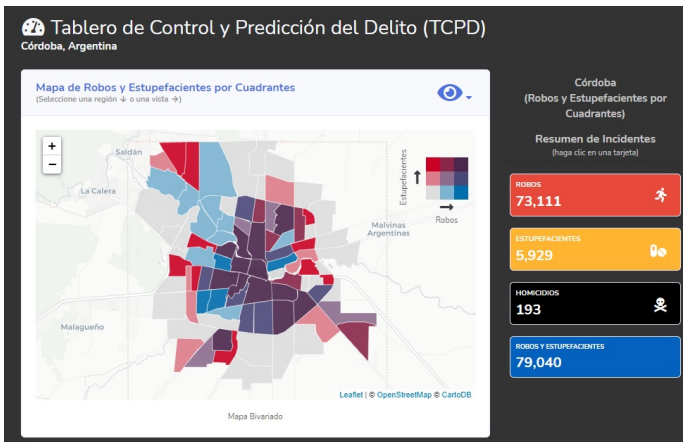 Tablero de Control y Predicción del Delito (TCPD)
Córdoba, Argentina
Mapa de Robos y Estupefacientes por Cuadrantes
(Seleccione una región ↓ o una vista →)
+
−
Saldán
La Calera
Malvinas
Argentinas
Malagueño
Estupefacientes
Robos
Leaflet | © OpenStreetMap © CartoDB
Mapa Bivariado
Córdoba
(Robos y Estupefacientes por
Cuadrantes)
Resumen de Incidentes
(haga clic en una tarjeta)
ROBOS
73,111
ESTUPEFACIENTES
5,929
HOMICIDIOS
193
ROBOS Y ESTUPEFACIENTES
79,040